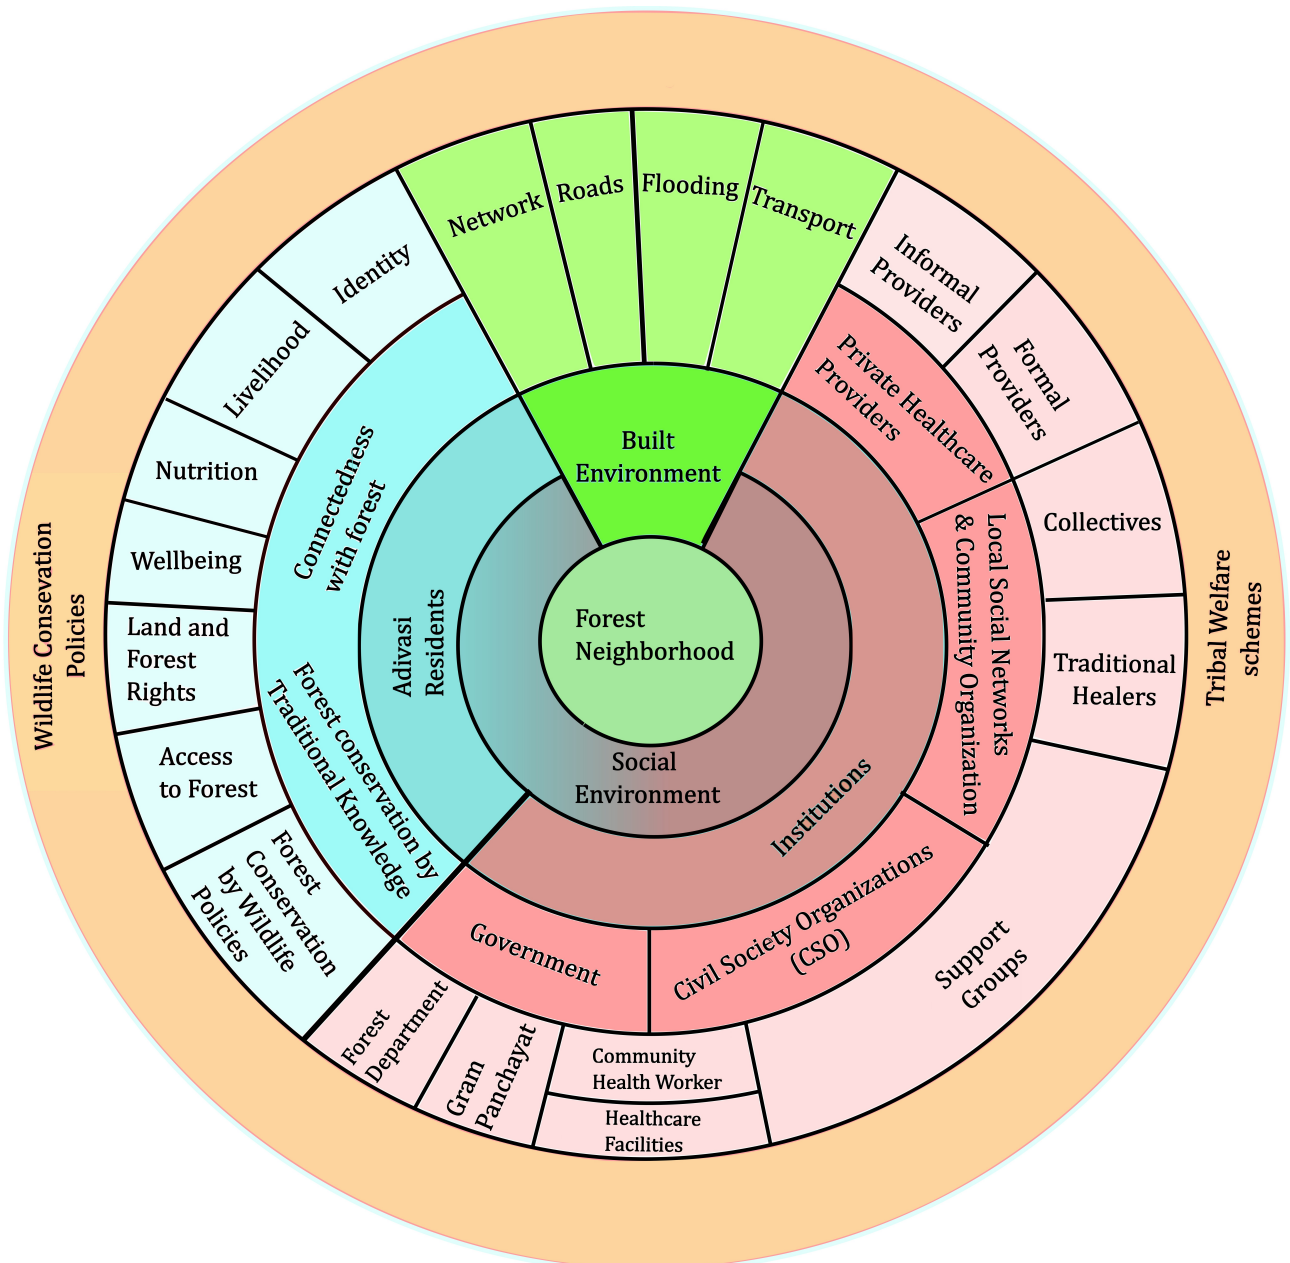 Network
Roads
Flooding
Transport
Informal
Providers
Formal
Providers
Collectives
Traditional
Healers
Support
Groups
Community
Health Worker
Healthcare
Facilities
Gram
Panchayat
Forest
Department
Forest
Conservation
by Wildlife
Policies
Access
to Forest
Land and
Forest
Rights
Wellbeing
Nutrition
Livelihood
Identity
Connectedness
with forest
Forest conservation by
Traditional Knowledge
Private Healthcare
Providers
Local Social Networks
& Community Organization
Civil Society Organizations
(CSO)
Government
Adivasi
Residents
Institutions
Built
Environment
Social
Environment
Forest
Neighborhood
Wildlife Consevation
Policies
Tribal Welfare
schemes